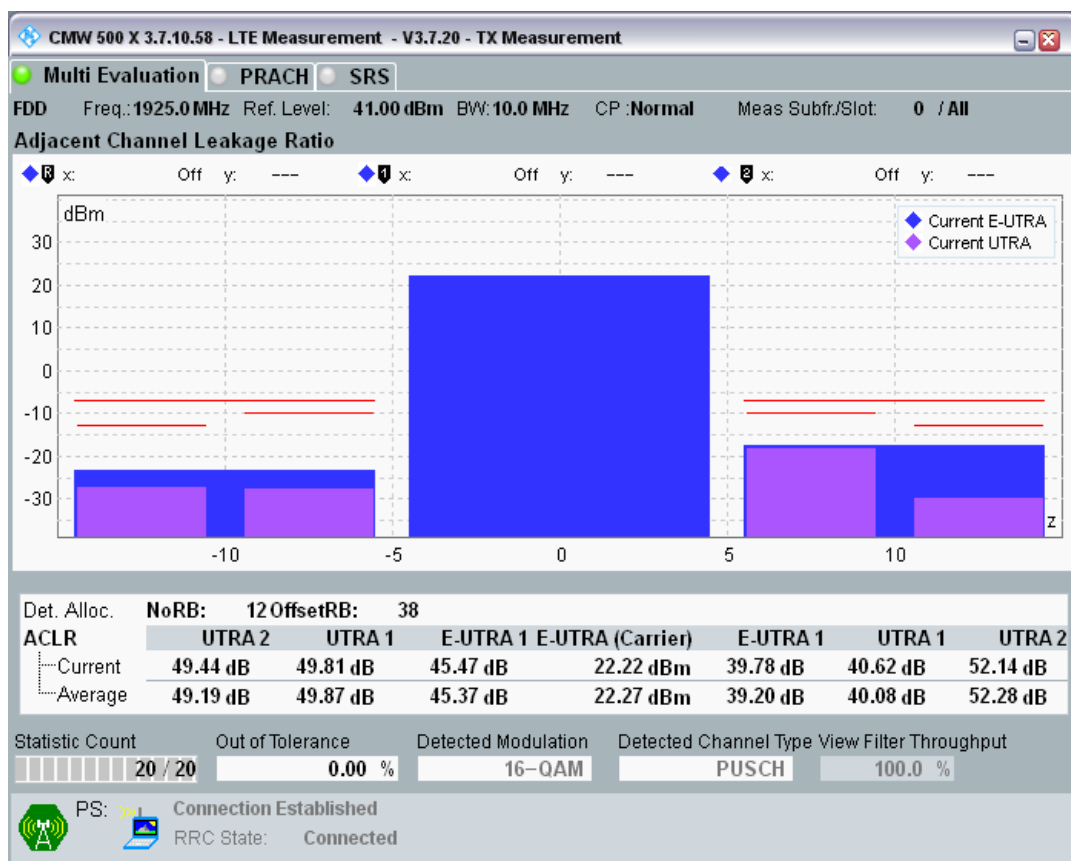 CMW 500 X 3.7.10.58 - LTE Measurement - V3.7.20 - TX Measurement
Multi Evaluation PRACH SRS
FDD Freq.: 1925.0 MHz Ref. Level: 41.00 dBm BW: 10.0 MHz CP :Normal Meas Subfr./Slot: 0 / All
Adjacent Channel Leakage Ratio
R x: Off y: --- 1 x: Off y: --- 2 x: Off y: ---
dBm
Current E-UTRA
Current UTRA
30
20
10
0
-10
-20
-30
z
-10 -5 0 5 10
Det. Alloc. NoRB: 12 OffsetRB: 38
ACLR UTRA 2 UTRA 1 E-UTRA 1 E-UTRA (Carrier) E-UTRA 1 UTRA 1 UTRA 2
Current 49.44 dB 49.81 dB 45.47 dB 22.22 dBm 39.78 dB 40.62 dB 52.14 dB
Average 49.19 dB 49.87 dB 45.37 dB 22.27 dBm 39.20 dB 40.08 dB 52.28 dB
Statistic Count Out of Tolerance Detected Modulation Detected Channel Type View Filter Throughput
20 / 20 0.00 % 16-QAM PUSCH 100.0 %
PS: Connection Established
RRC State: Connected